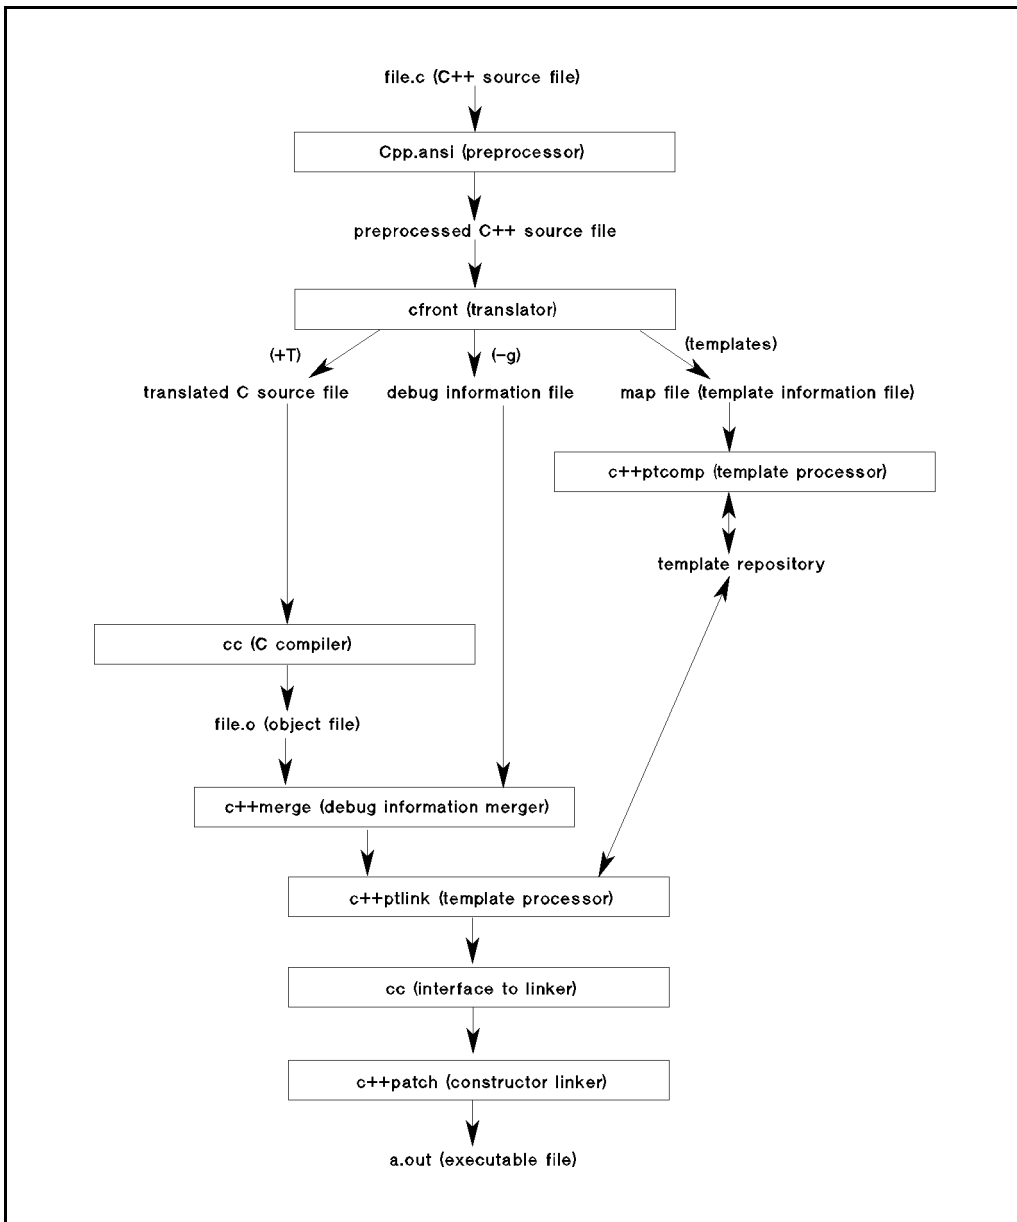 file.c (C++ source file)
Cpp.ansi (preprocessor)
preprocessed C++ source file
cfront (translator)
(+T)
(-g)
(templates)
translated C source file
debug information file
map file (template information file)
c++ptcomp (template processor)
template repository
cc (C compiler)
file.o (object file)
c++merge (debug information merger)
c++ptlink (template processor)
cc (interface to linker)
c++patch (constructor linker)
a.out (executable file)